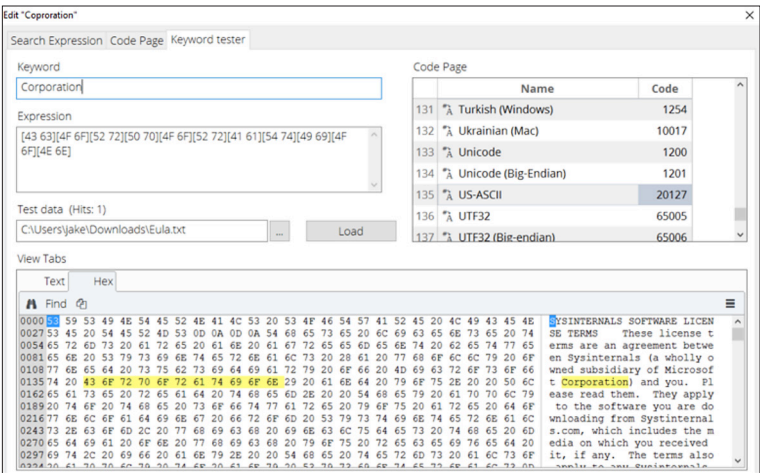 Edit "Coproration"
Search Expression Code Page Keyword tester
Keyword
Corporation
Expression
[43 63][4F 6F][52 72][50 70][4F 6F][52 72][41 61][54 74][49 69][4F
6F][4E 6E]
Test data (Hits: 1)
C:\Users\jake\Downloads\Eula.txt ... Load
Code Page
Name Code
131 Turkish (Windows) 1254
132 Ukrainian (Mac) 10017
133 Unicode 1200
134 Unicode (Big-Endian) 1201
135 US-ASCII 20127
136 UTF32 65005
137 UTF32 (Big-endian) 65006
View Tabs
Text Hex
Find
0000 53 59 53 49 4E 54 45 52 4E 41 4C 53 20 53 4F 46 54 57 41 52 45 20 4C 49 43 45 4E SYSINTERNALS SOFTWARE LICEN
0027 53 45 20 54 45 52 4D 53 0D 0A 0D 0A 54 68 65 73 65 20 6C 69 63 65 6E 73 65 20 74 SE TERMS These license t
0054 65 72 6D 73 20 61 72 65 20 61 6E 20 61 67 72 65 65 6D 65 6E 74 20 62 65 74 77 65 erms are an agreement betwe
0081 65 6E 20 53 79 73 69 6E 74 65 72 6E 61 6C 73 20 28 61 20 77 68 6F 6C 6C 79 20 6F en Sysinternals (a wholly o
0108 77 6E 65 64 20 73 75 62 73 69 64 69 61 72 79 20 6F 66 20 4D 69 63 72 6F 73 6F 66 wned subsidiary of Microsof
0135 74 20 43 6F 72 70 6F 72 61 74 69 6F 6E 29 20 61 6E 64 20 79 6F 75 2E 20 20 50 6C t Corporation) and you. Pl
0162 65 61 73 65 20 72 65 61 64 20 74 68 65 6D 2E 20 20 54 68 65 79 20 61 70 70 6C 79 ease read them. They apply
0189 20 74 6F 20 74 68 65 20 73 6F 66 74 77 61 72 65 20 79 6F 75 20 61 72 65 20 64 6F to the software you are do
0216 77 6E 6C 6F 61 64 69 6E 67 20 66 72 6F 6D 20 53 79 73 74 69 6E 74 65 72 6E 61 6C wnloading from Systinternal
0243 73 2E 63 6F 6D 2C 20 77 68 69 63 68 20 69 6E 63 6C 75 64 65 73 20 74 68 65 20 6D s.com, which includes the m
0270 65 64 69 61 20 6F 6E 20 77 68 69 63 68 20 79 6F 75 20 72 65 63 65 69 76 65 64 20 edia on which you received
0297 69 74 2C 20 69 66 20 61 6E 79 2E 20 20 54 68 65 20 74 65 72 6D 73 20 61 6C 73 6F it, if any. The terms also